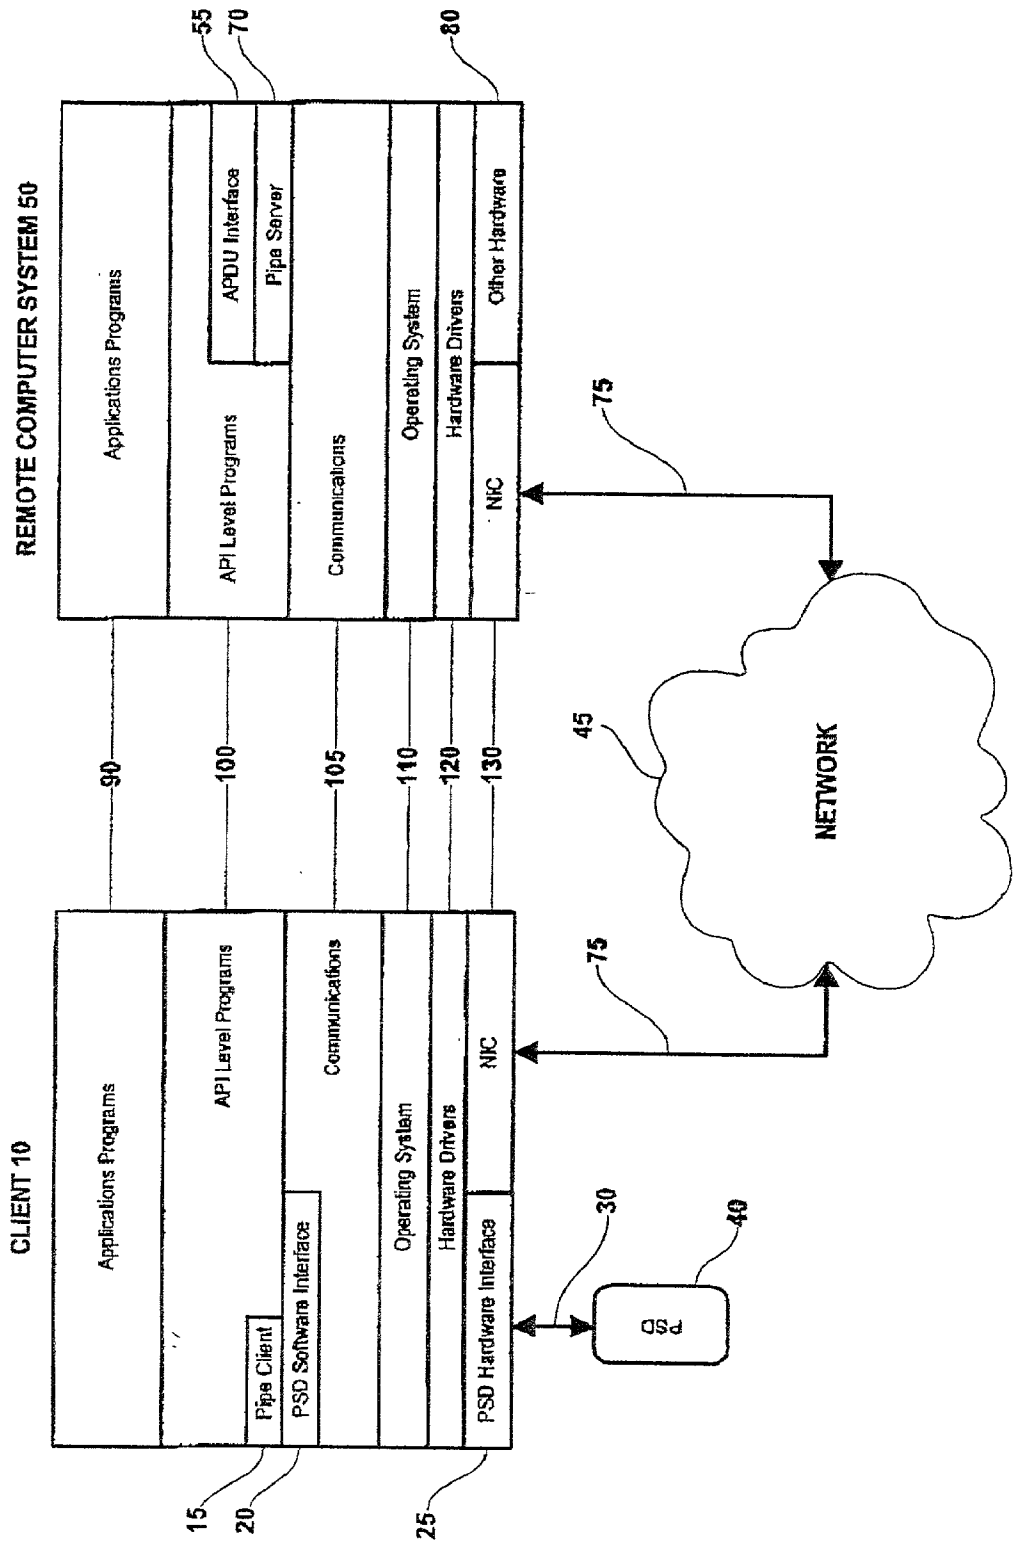 CLIENT 10
REMOTE COMPUTER SYSTEM 50
Applications Programs
90
Applications Programs
API Level Programs
100
API Level Programs
15
Pipe Client
APDU Interface
55
20
PSD Software Interface
Pipe Server
70
Communications
105
Communications
Operating System
110
Operating System
Hardware Drivers
120
Hardware Drivers
25
PSD Hardware Interface
NIC
130
NIC
Other Hardware
80
30
75
45
75
PSD
40
NETWORK